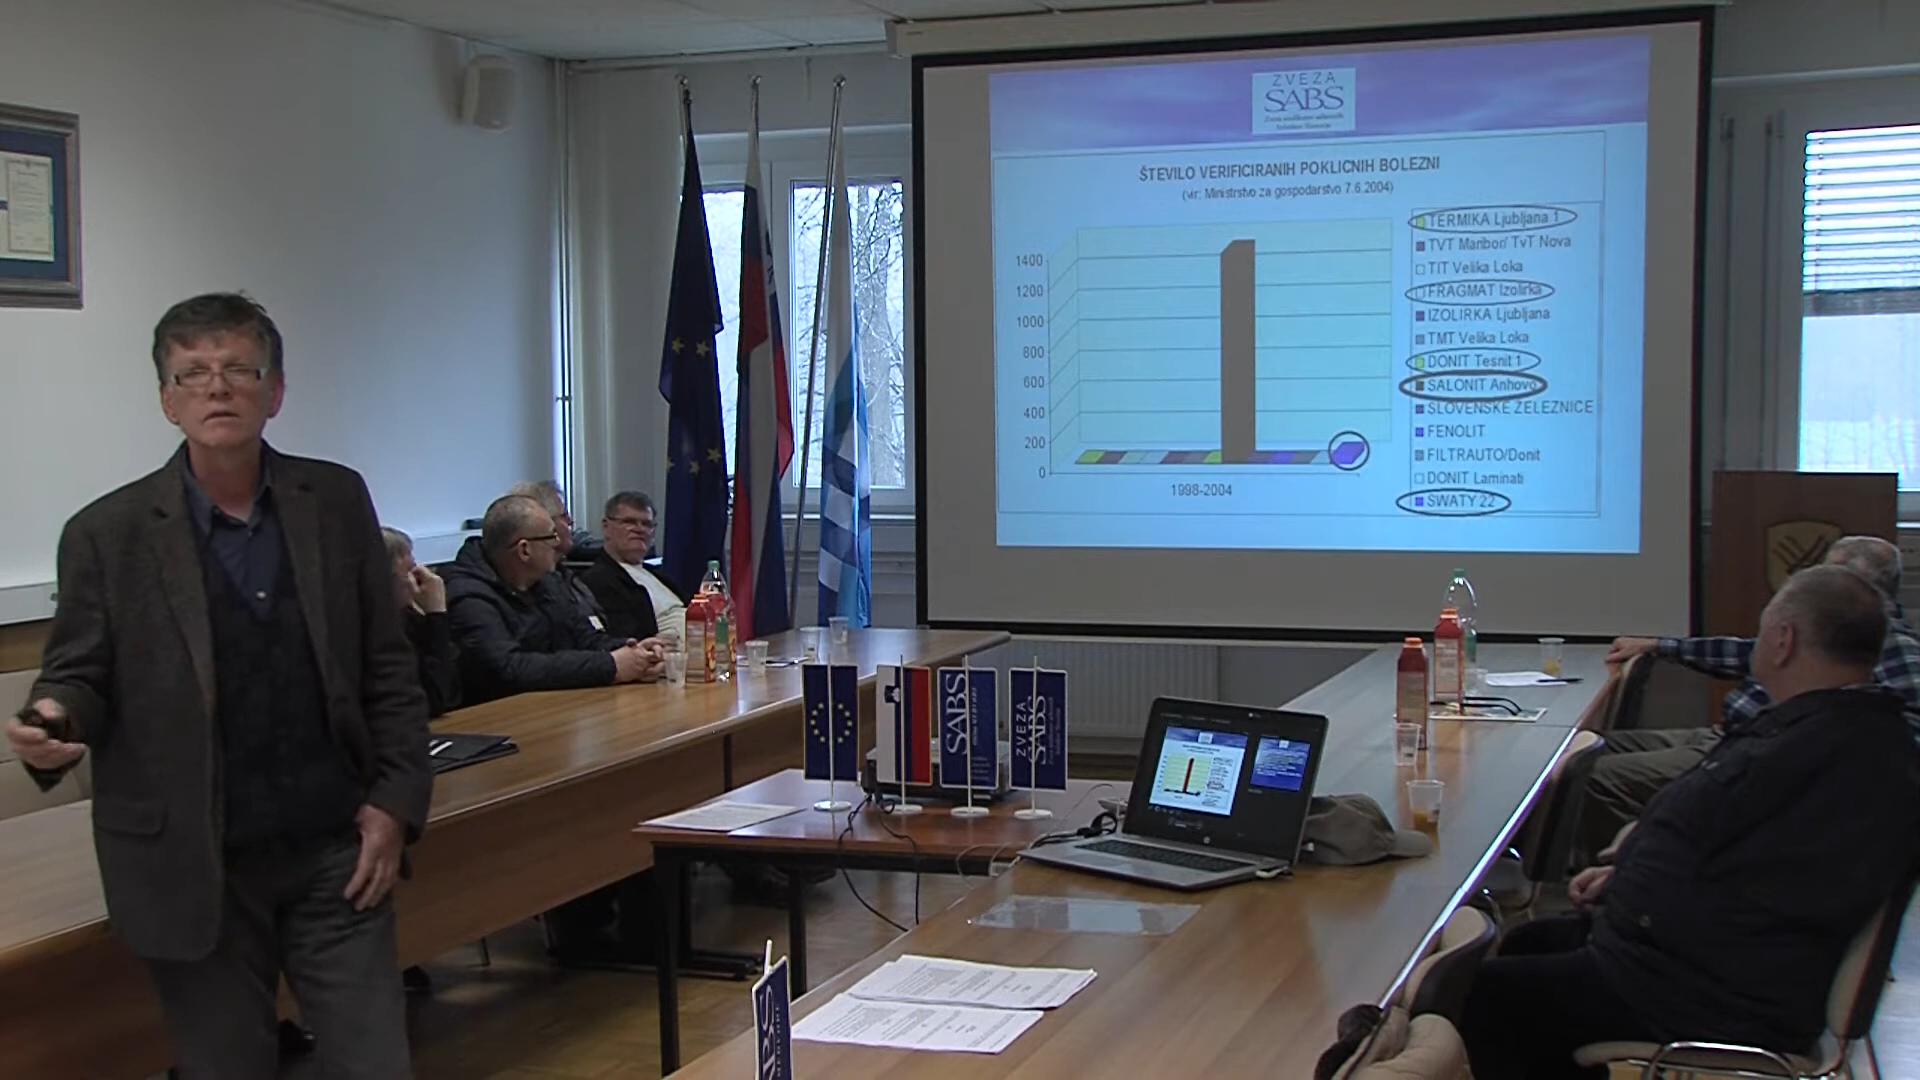 ZVEZA
SABS
ŠTEVILO VERIFICIRANIH POKLICNIH BOLEZNI
(vir: Ministrstvo za gospodarstvo 7.6.2004)
1400
1200
1000
800
600
400
200
0
1998-2004
TERMIKA Ljubljana 1
TVT Maribor/ TvT Nova
TIT Velika Loka
FRAGMAT Izolirka
IZOLIRKA Ljubljana
TMT Velika Loka
DONIT Tesnit 1
SALONIT Anhovo
SLOVENSKE ŽELEZNICE
FENOLIT
FILTRAUTO/Donit
DONIT Laminati
SWATY 22
SABS
ZVEZA
SABS